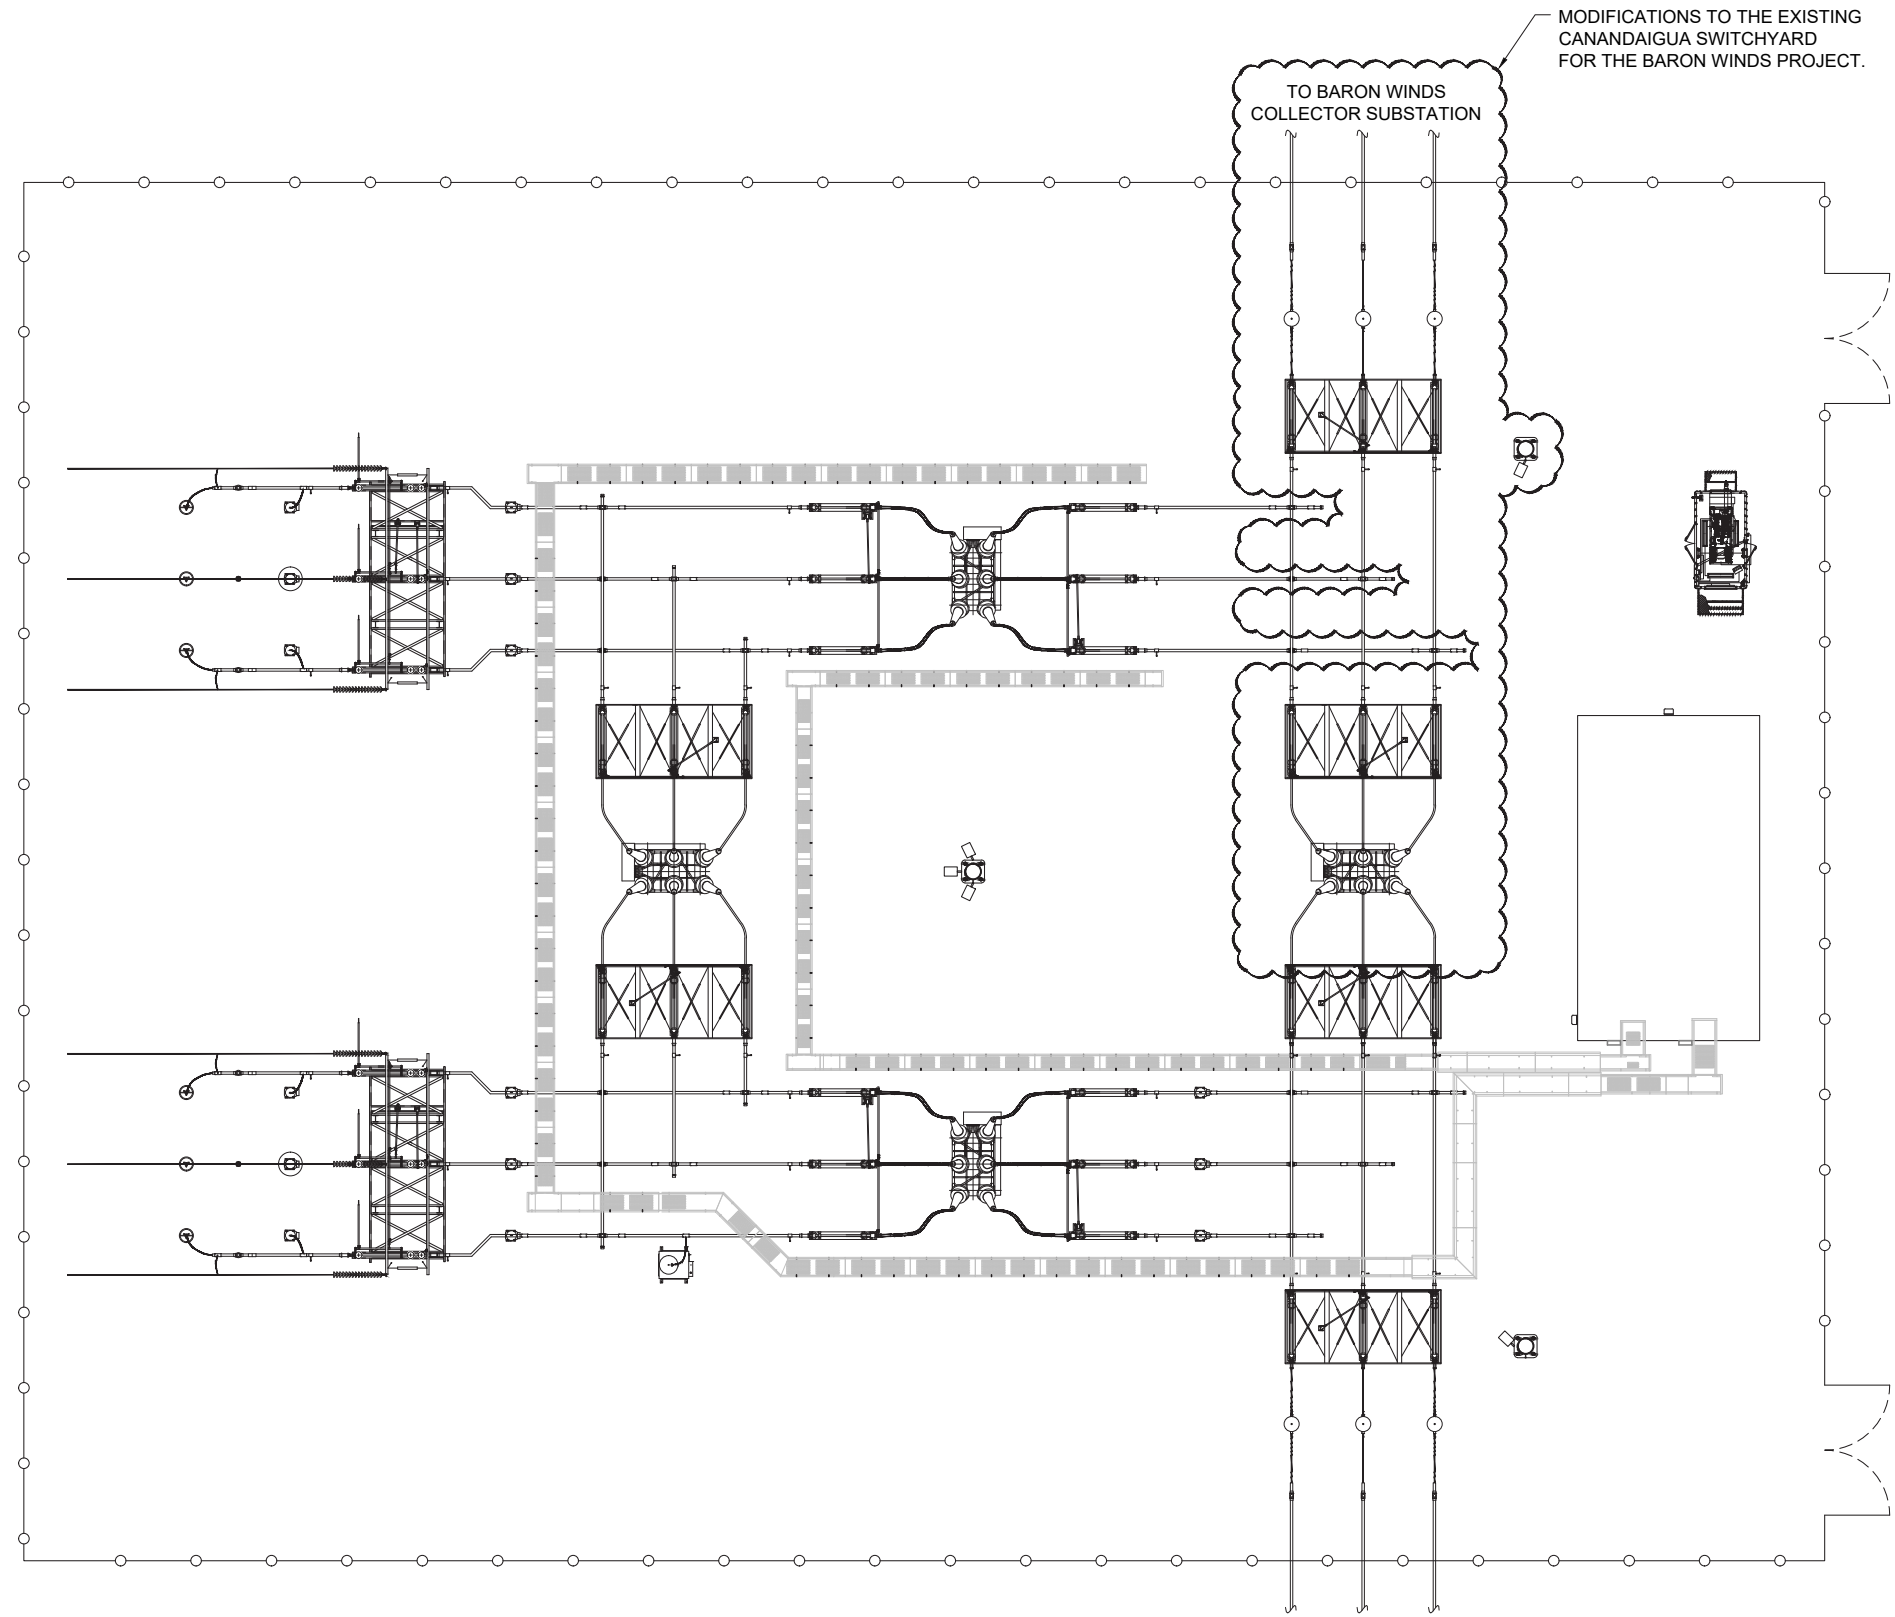 MODIFICATIONS TO THE EXISTING
CANANDAIGUA SWITCHYARD
FOR THE BARON WINDS PROJECT.
TO BARON WINDS
COLLECTOR SUBSTATION